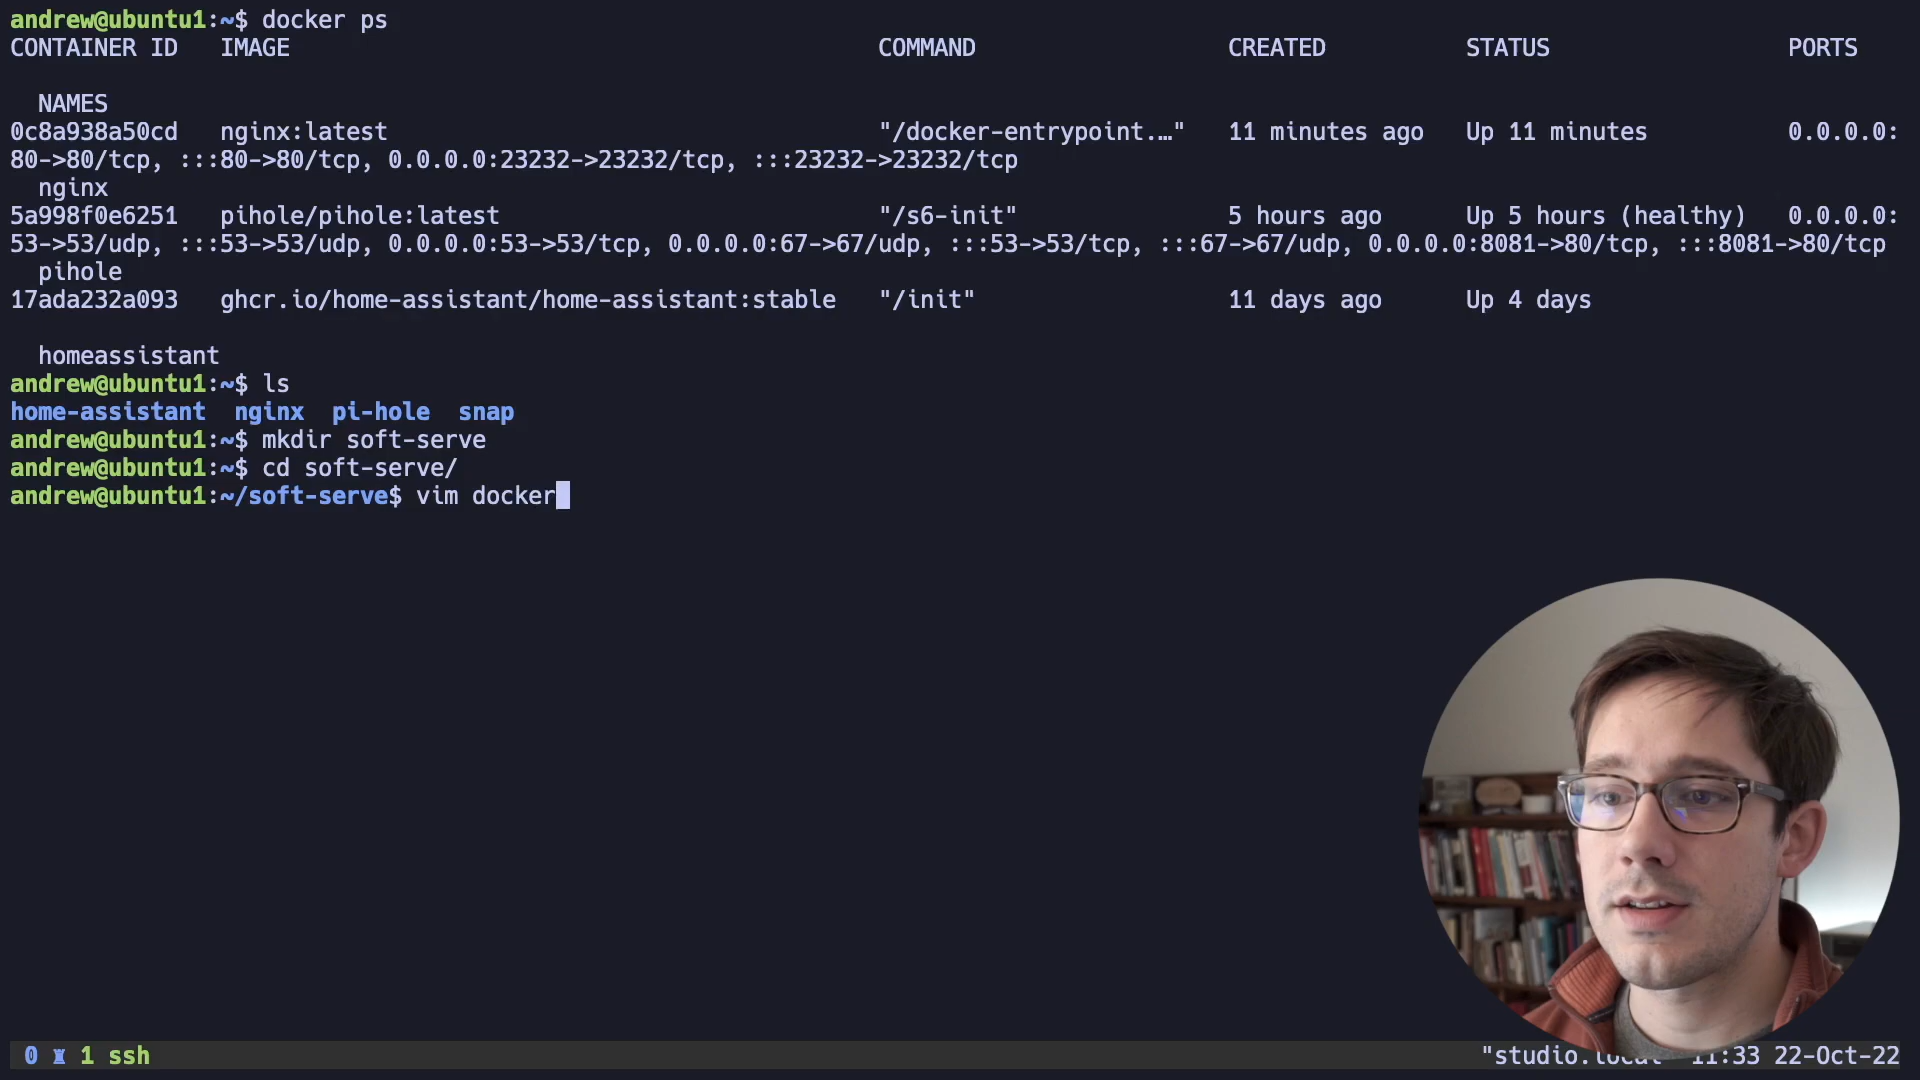 andrew@ubuntu1:~$ docker ps
CONTAINER ID   IMAGE                                          COMMAND                  CREATED          STATUS                 PORTS
  NAMES
0c8a938a50cd   nginx:latest                                   "/docker-entrypoint.…"   11 minutes ago   Up 11 minutes          0.0.0.0:
80->80/tcp, :::80->80/tcp, 0.0.0.0:23232->23232/tcp, :::23232->23232/tcp
  nginx
5a998f0e6251   pihole/pihole:latest                           "/s6-init"               5 hours ago      Up 5 hours (healthy)   0.0.0.0:
53->53/udp, :::53->53/udp, 0.0.0.0:53->53/tcp, 0.0.0.0:67->67/udp, :::53->53/tcp, :::67->67/udp, 0.0.0.0:8081->80/tcp, :::8081->80/tcp
  pihole
17ada232a093   ghcr.io/home-assistant/home-assistant:stable   "/init"                  11 days ago      Up 4 days
  homeassistant
andrew@ubuntu1:~$ ls
home-assistant  nginx  pi-hole  snap
andrew@ubuntu1:~$ mkdir soft-serve
andrew@ubuntu1:~$ cd soft-serve/
andrew@ubuntu1:~/soft-serve$ vim docker
0 ♜ 1 ssh
11:33 22-Oct-22